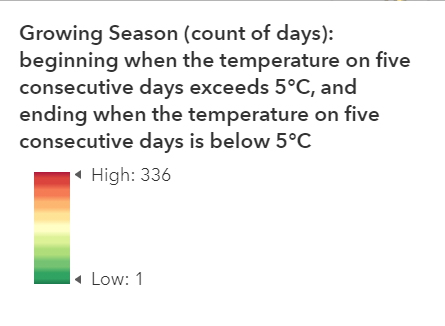 Growing Season (count of days):
beginning when the temperature on five
consecutive days exceeds 5°C, and
ending when the temperature on five
consecutive days is below 5°C
High: 336
Low: 1